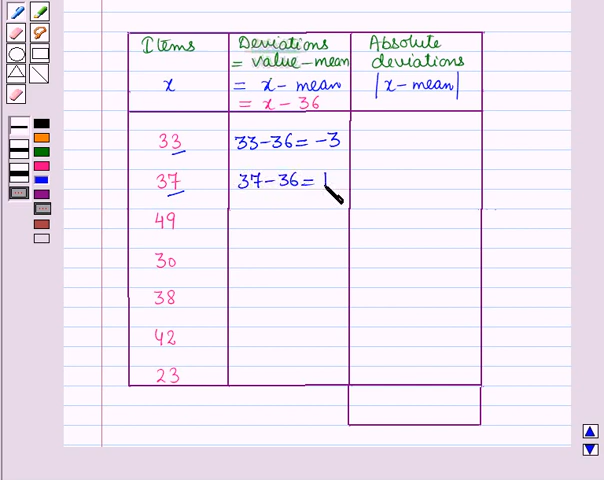 Items Deviations Absolute
= value - mean deviations
x = x - mean |x - mean|
= x - 36
33 33 - 36 = -3
37 37 - 36 = 1
49
30
38
42
23